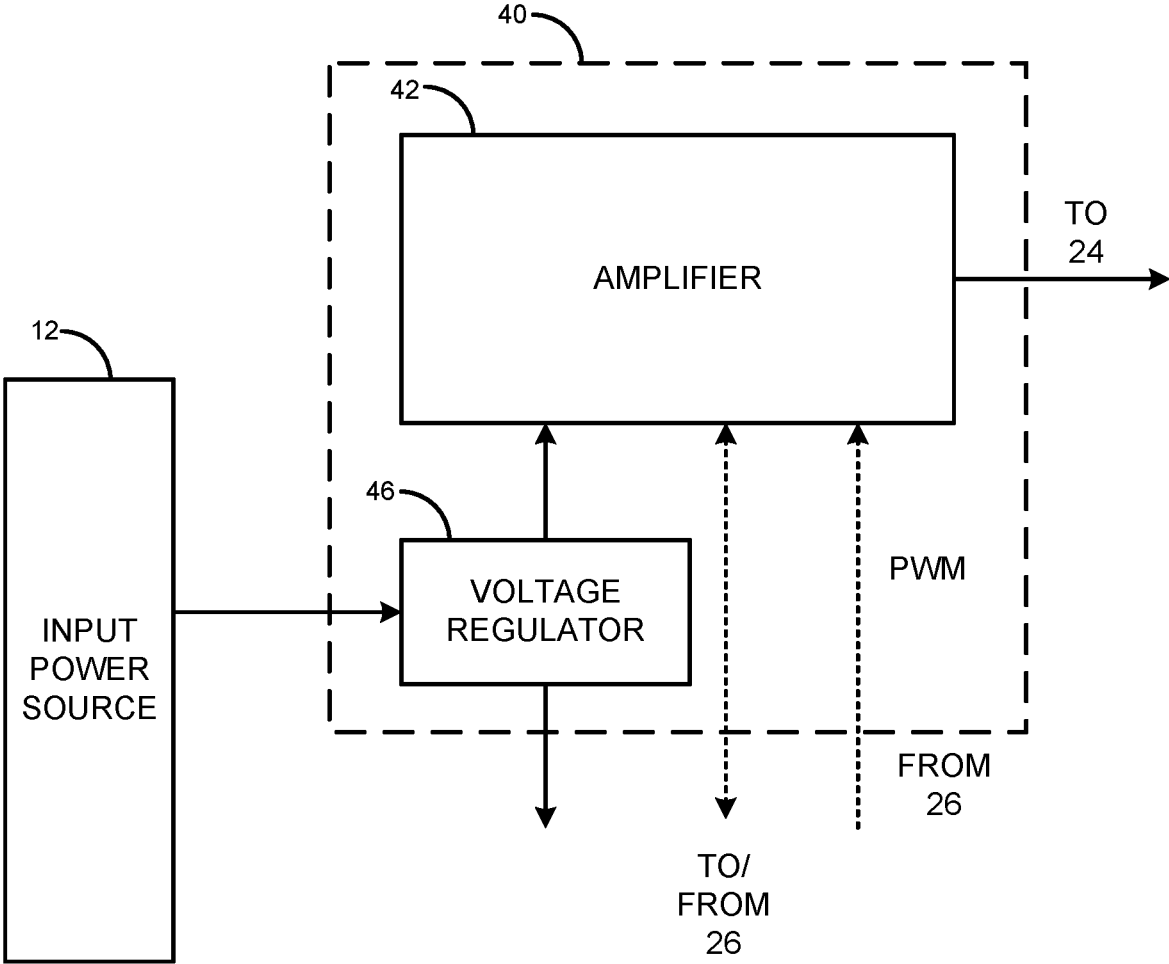 40
42
AMPLIFIER
TO
24
12
46
VOLTAGE
REGULATOR
PWM
INPUT
POWER
SOURCE
FROM
26
TO/
FROM
26